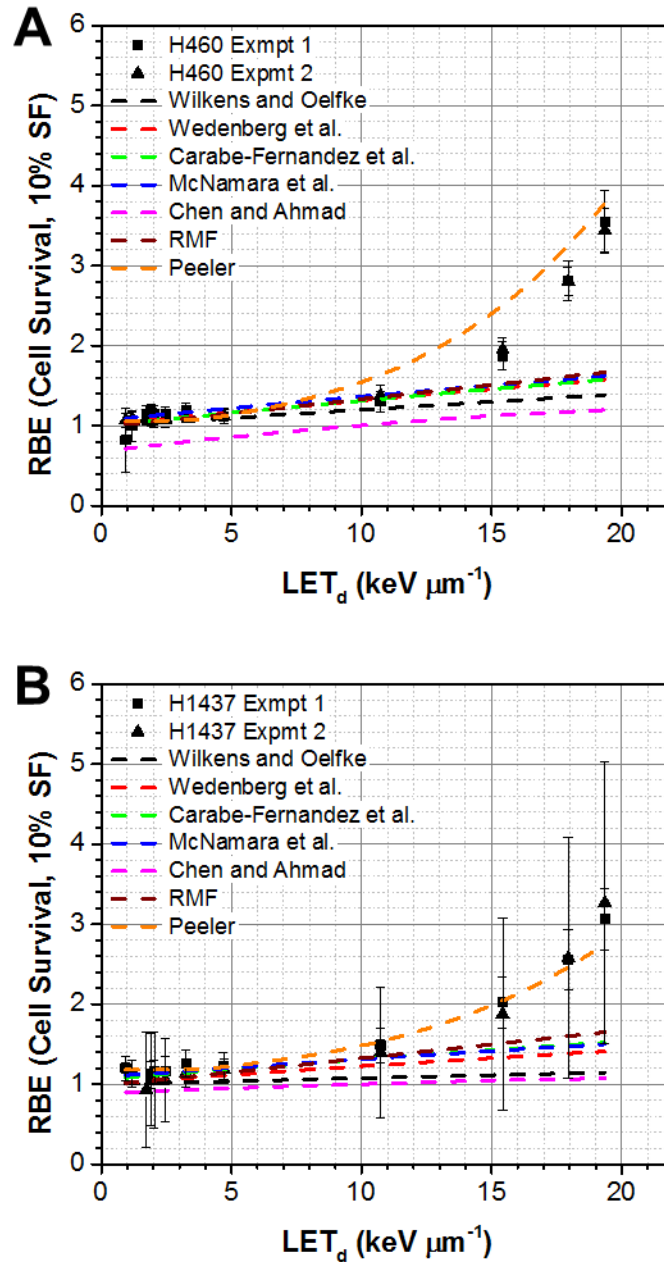 A
6
5
4
3
2
1
0
RBE (Cell Survival, 10% SF)
H460 Exmpt 1
H460 Expmt 2
Wilkens and Oelfke
Wedenberg et al.
Carabe-Fernandez et al.
McNamara et al.
Chen and Ahmad
RMF
Peeler
0 5 10 15 20
LETd (keV μm-1)
B
6
5
4
3
2
1
0
RBE (Cell Survival, 10% SF)
H1437 Exmpt 1
H1437 Expmt 2
Wilkens and Oelfke
Wedenberg et al.
Carabe-Fernandez et al.
McNamara et al.
Chen and Ahmad
RMF
Peeler
0 5 10 15 20
LETd (keV μm-1)